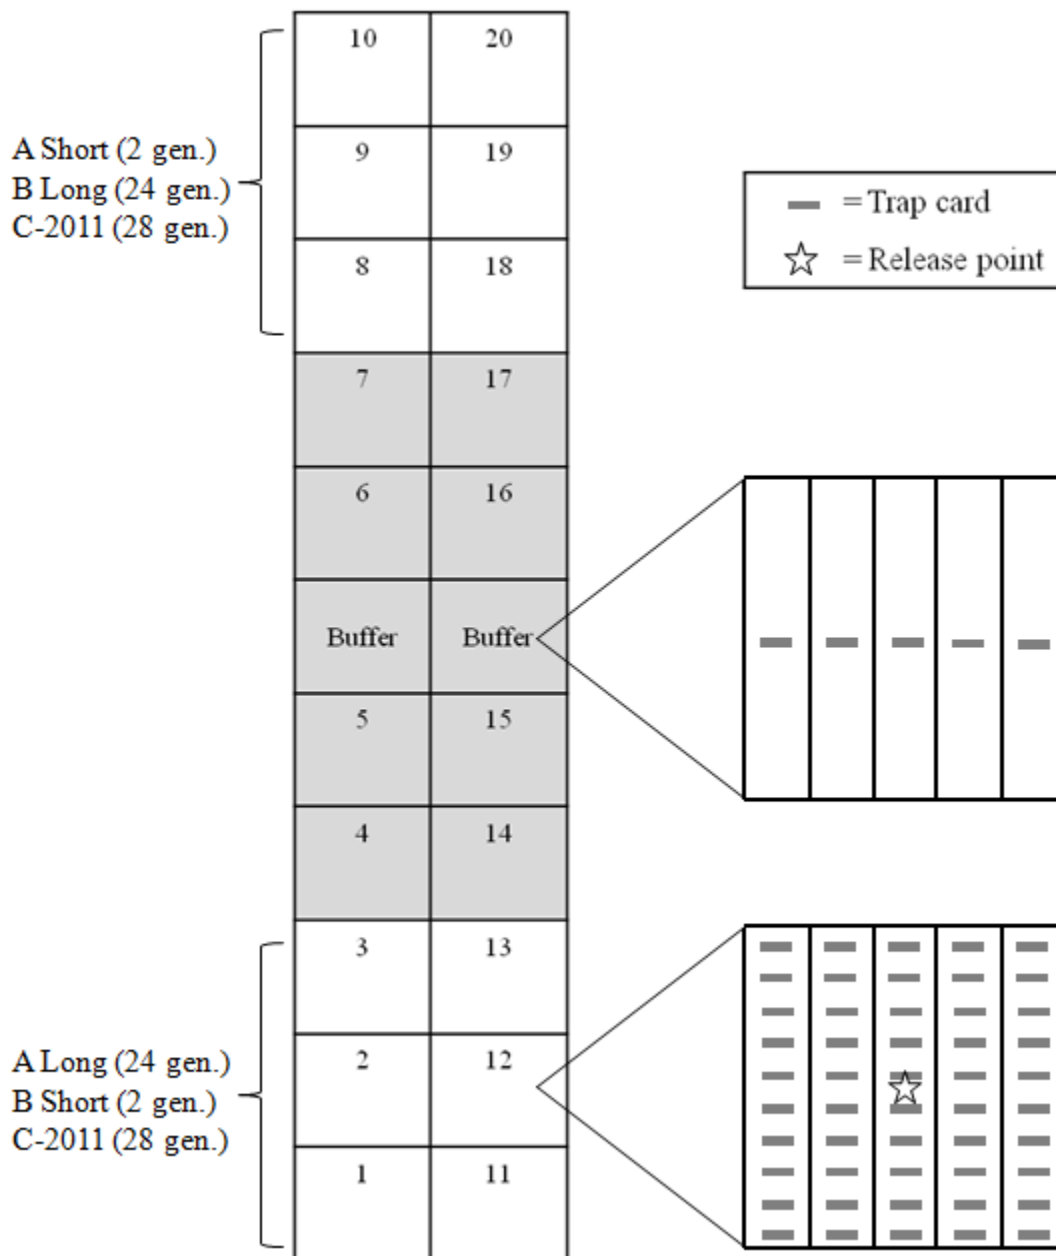 10 20
A Short (2 gen.)
B Long (24 gen.)
C-2011 (28 gen.)
9 19
8 18
= Trap card
= Release point
7 17
6 16
Buffer Buffer
5 15
4 14
3 13
A Long (24 gen.)
B Short (2 gen.)
C-2011 (28 gen.)
2 12
1 11